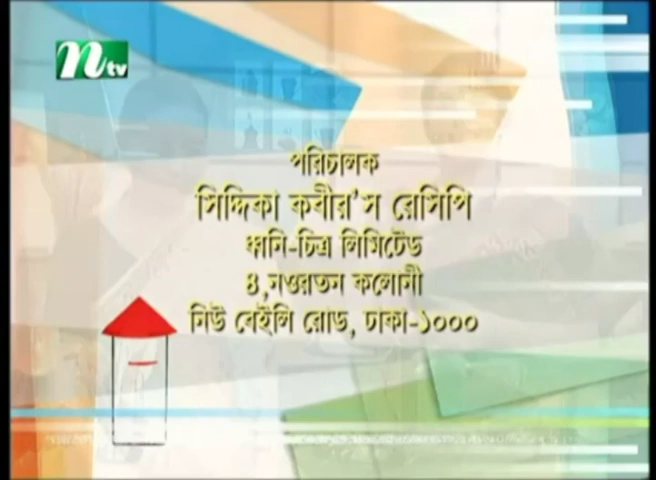 ntv
পরিচালক
সিদ্দিকা কবীর'স রেসিপি
ধ্বনি-চিত্র লিমিটেড
৪,নওরতন কলোনী
নিউ বেইলি রোড, ঢাকা-১০০০